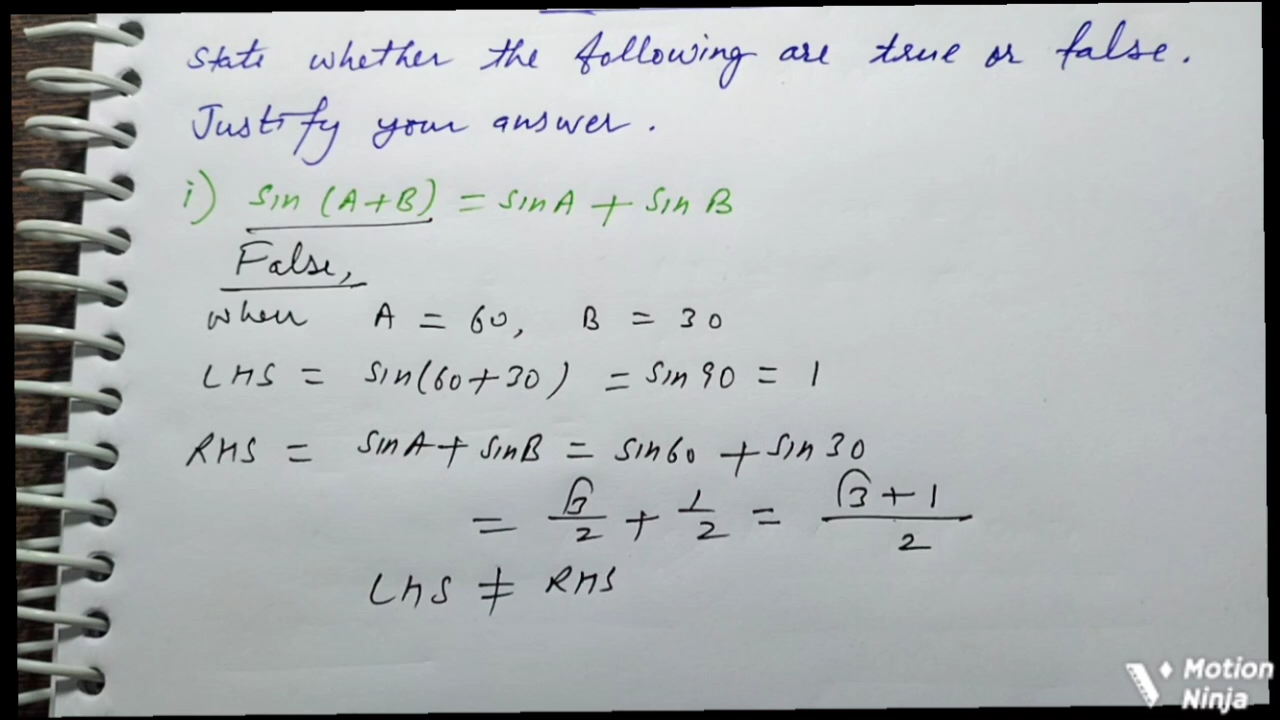 State whether the following are true or false.
Justify your answer.
i) Sin (A+B) = SinA + Sin B
False,
when A = 60, B = 30
LHS = Sin(60+30) = Sin 90 = 1
RHS = SinA + SinB = Sin60 + Sin 30
= √3/2 + 1/2 = √3+1/2
LHS ≠ RHS
Motion
Ninja